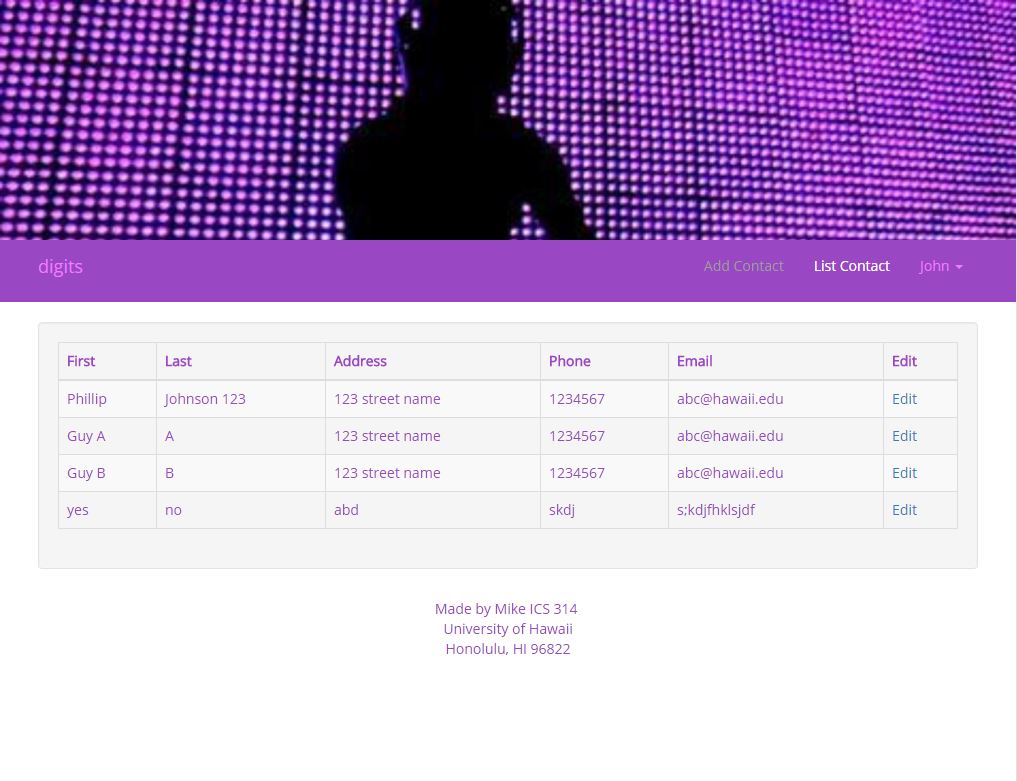 digits Add Contact List Contact John
First Last Address Phone Email Edit
Phillip Johnson 123 123 street name 1234567 abc@hawaii.edu Edit
Guy A A 123 street name 1234567 abc@hawaii.edu Edit
Guy B B 123 street name 1234567 abc@hawaii.edu Edit
yes no abd skdj s;kdjfhklsjdf Edit
Made by Mike ICS 314
University of Hawaii
Honolulu, HI 96822